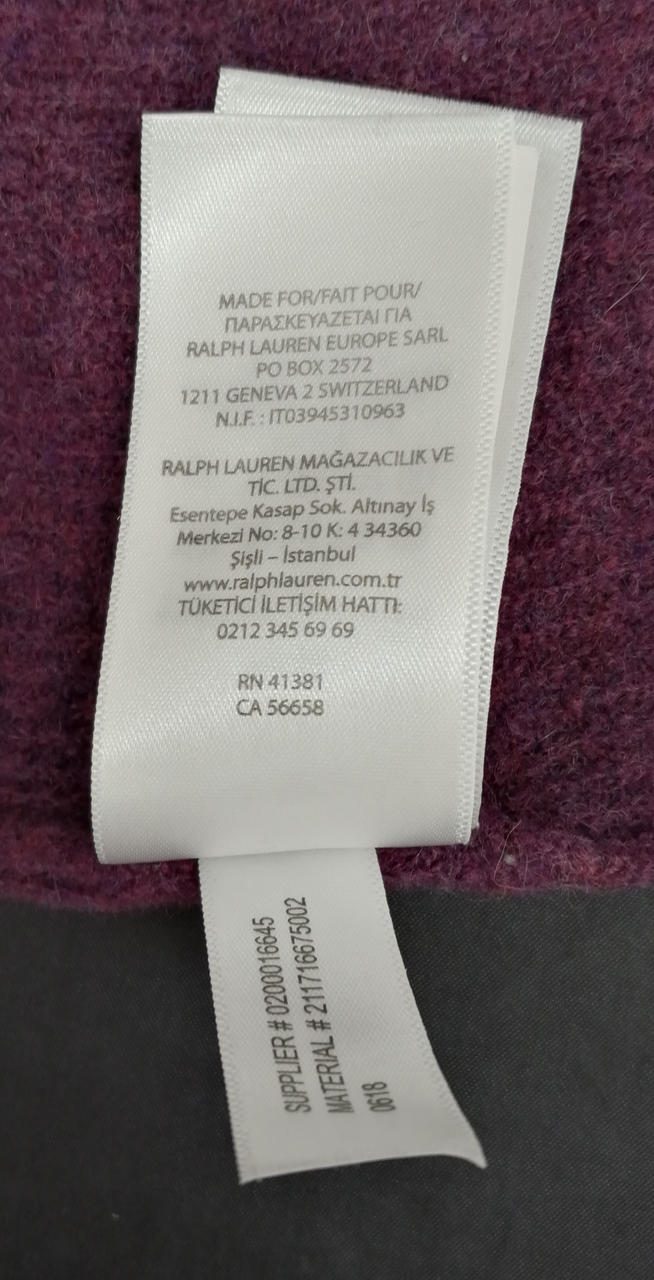 MADE FOR/FAIT POUR/
ΠΑΡΑΣΚΕΥΑΖΕΤΑΙ ΓΙΑ
RALPH LAUREN EUROPE SARL
PO BOX 2572
1211 GENEVA 2 SWITZERLAND
N.I.F. : IT03945310963
RALPH LAUREN MAĞAZACILIK VE
TİC. LTD. ŞTİ.
Esentepe Kasap Sok. Altınay İş
Merkezi No: 8-10 K: 4 34360
Şişli – İstanbul
www.ralphlauren.com.tr
TÜKETİCİ İLETİŞİM HATTI:
0212 345 69 69
RN 41381
CA 56658
SUPPLIER # 0200016645
MATERIAL # 211716675002
0618